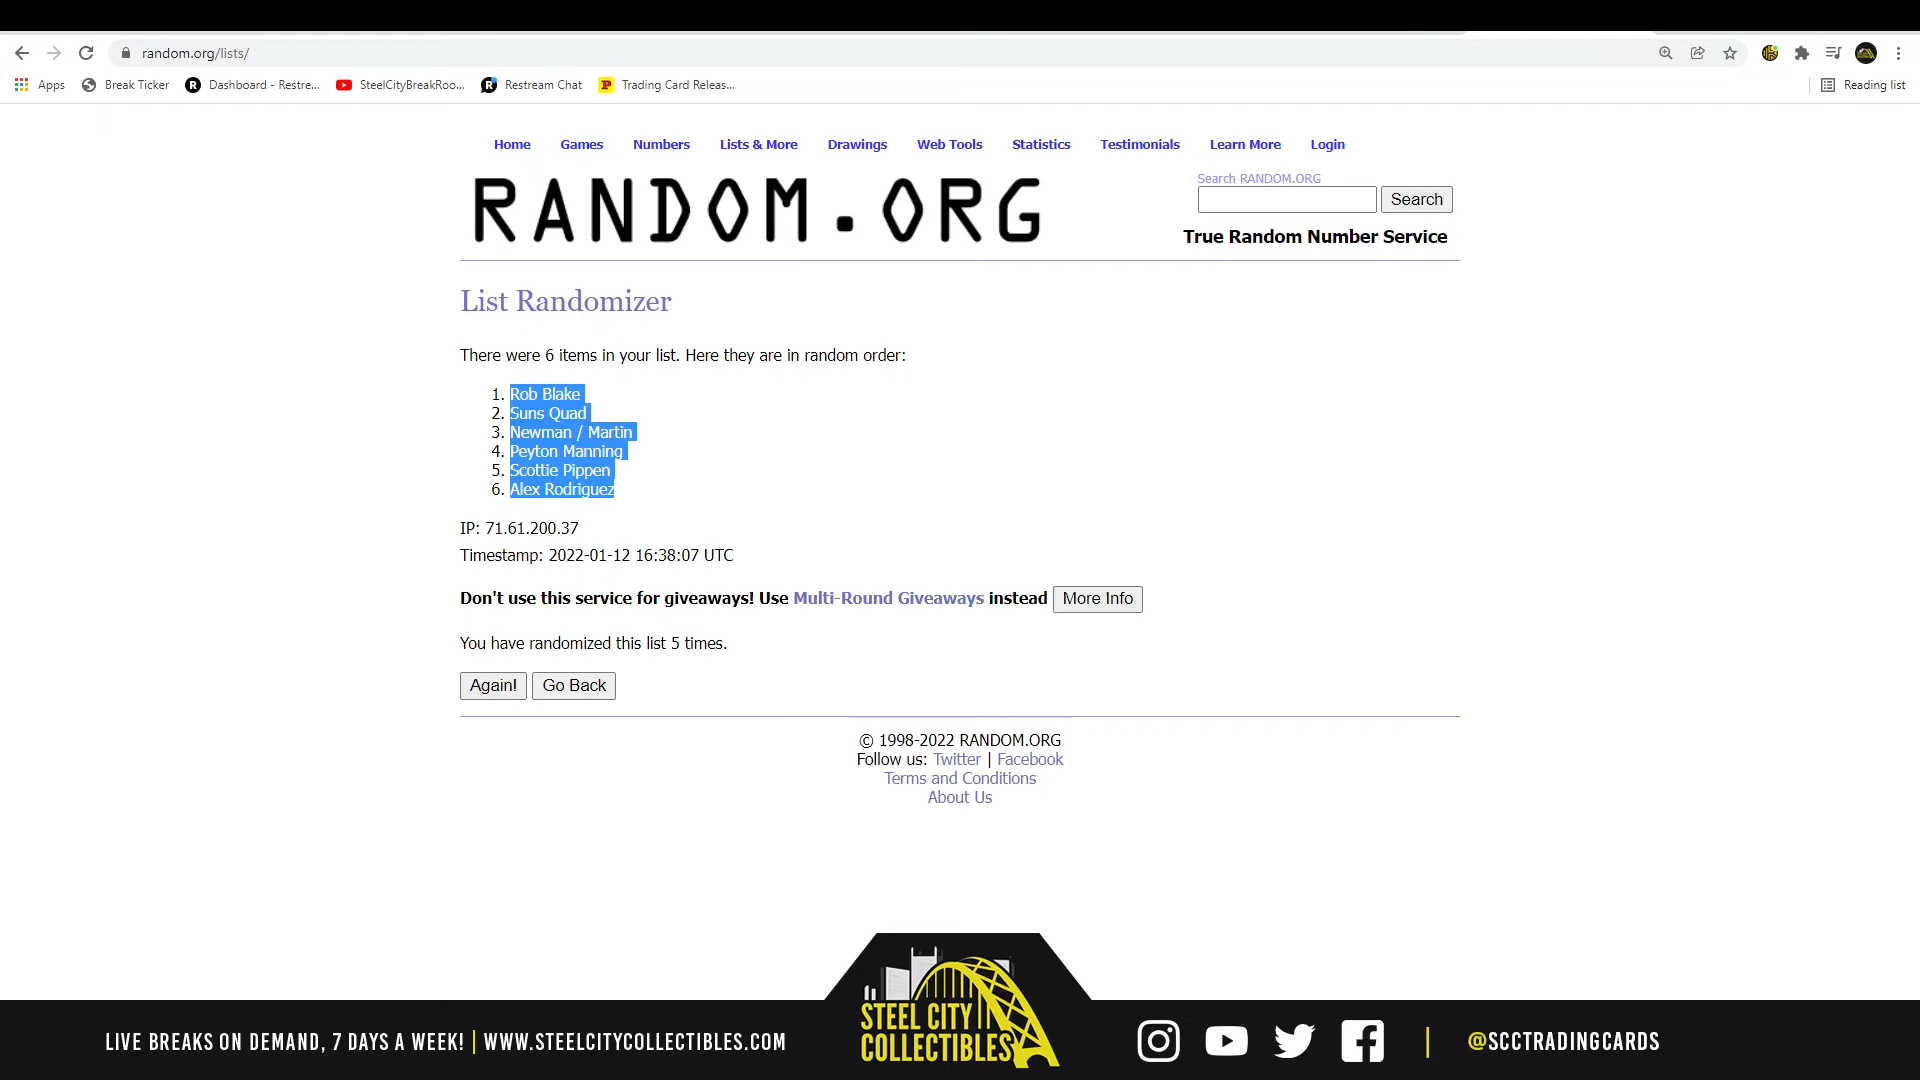 random.org/lists/
Apps Break Ticker Dashboard - Restre... SteelCityBreakRoo... Restream Chat Trading Card Releas... Reading list
Home Games Numbers Lists & More Drawings Web Tools Statistics Testimonials Learn More Login
RANDOM.ORG
Search RANDOM.ORG
Search
True Random Number Service
List Randomizer
There were 6 items in your list. Here they are in random order:
1. Rob Blake
2. Suns Quad
3. Newman / Martin
4. Peyton Manning
5. Scottie Pippen
6. Alex Rodriguez
IP: 71.61.200.37
Timestamp: 2022-01-12 16:38:07 UTC
Don't use this service for giveaways! Use Multi-Round Giveaways instead More Info
You have randomized this list 5 times.
Again! Go Back
© 1998-2022 RANDOM.ORG
Follow us: Twitter | Facebook
Terms and Conditions
About Us
STEEL CITY
COLLECTIBLES
LIVE BREAKS ON DEMAND, 7 DAYS A WEEK! | WWW.STEELCITYCOLLECTIBLES.COM
@SCCTRADINGCARDS